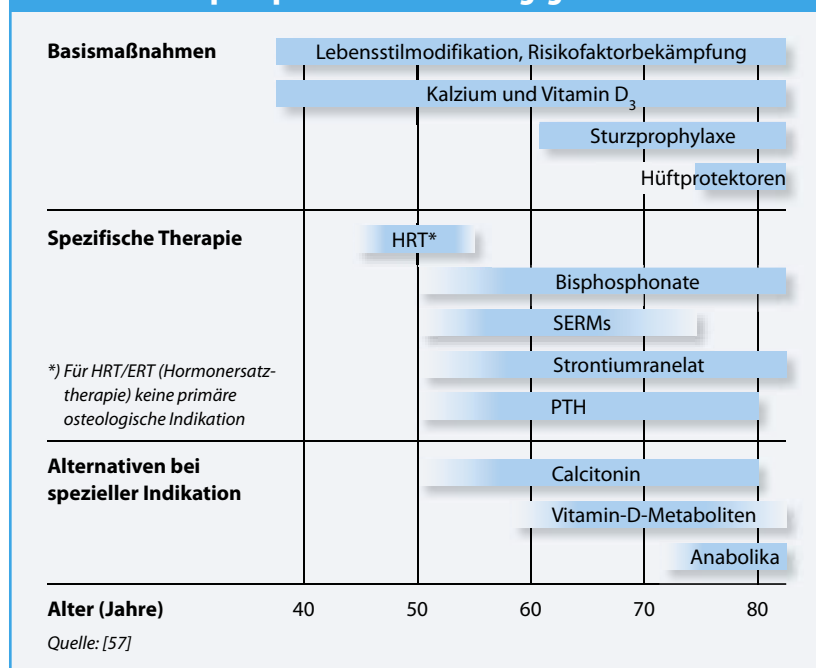 Basismaßnahmen
Lebensstilmodifikation, Risikofaktorbekämpfung
Kalzium und Vitamin D3
Sturzprophylaxe
Hüftprotektoren
Spezifische Therapie
HRT*
Bisphosphonate
SERMs
Strontiumranelat
PTH
*) Für HRT/ERT (Hormonersatz-
therapie) keine primäre
osteologische Indikation
Alternativen bei
spezieller Indikation
Calcitonin
Vitamin-D-Metaboliten
Anabolika
Alter (Jahre) 40 50 60 70 80
Quelle: [57]